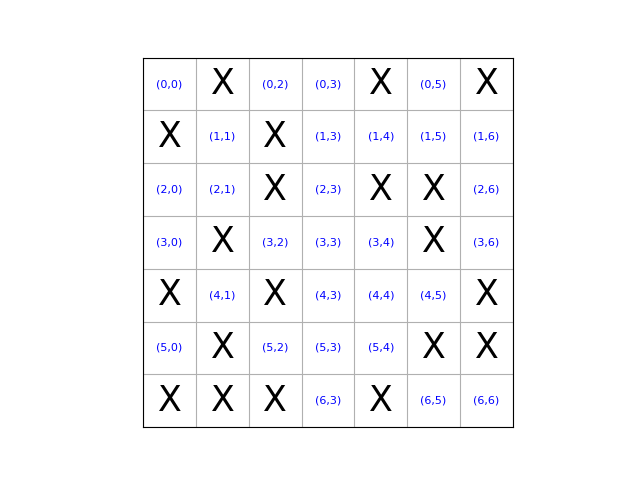 (0,0) X (0,2) (0,3) X (0,5) X
X (1,1) X (1,3) (1,4) (1,5) (1,6)
(2,0) (2,1) X (2,3) X X (2,6)
(3,0) X (3,2) (3,3) (3,4) X (3,6)
X (4,1) X (4,3) (4,4) (4,5) X
(5,0) X (5,2) (5,3) (5,4) X X
X X X (6,3) X (6,5) (6,6)